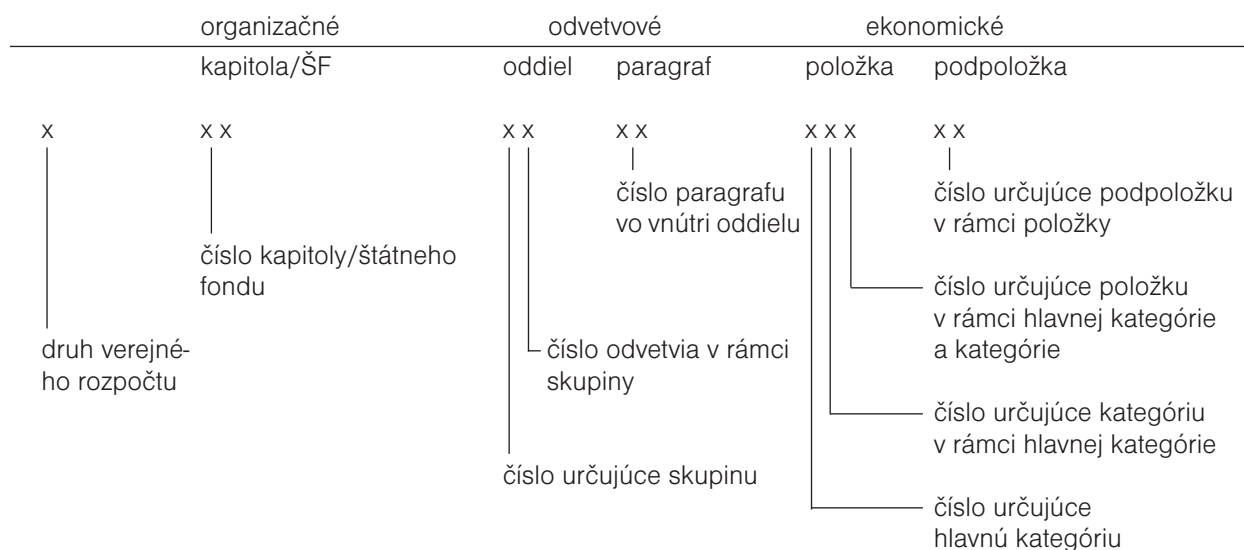 organizačné odvetvové ekonomické
kapitola/ŠF oddiel paragraf položka podpoložka
x x x x x x x x x x x x
číslo paragrafu
vo vnútri oddielu
číslo určujúce podpoložku
v rámci položky
číslo kapitoly/štátneho
fondu
číslo určujúce položku
v rámci hlavnej kategórie
a kategórie
druh verejné-
ho rozpočtu
číslo odvetvia v rámci
skupiny
číslo určujúce kategóriu
v rámci hlavnej kategórie
číslo určujúce skupinu
číslo určujúce
hlavnú kategóriu